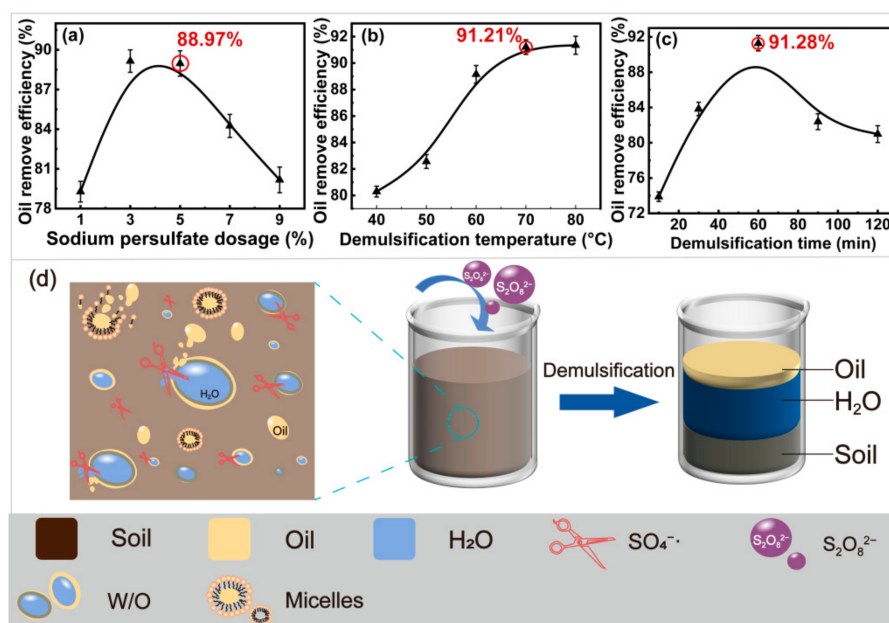 (a)
88.97%
Oil remove efficiency (%)
90
87
84
81
78
1 3 5 7 9
Sodium persulfate dosage (%)
(b)
91.21%
Oil remove efficiency (%)
92
90
88
86
84
82
80
40 50 60 70 80
Demulsification temperature (°C)
(c)
91.28%
Oil remove efficiency (%)
92
88
84
80
76
72
20 40 60 80 100 120
Demulsification time (min)
(d)
H₂O
Oil
S₂O₈²⁻
S₂O₈²⁻
Demulsification
Oil
H₂O
Soil
Soil
Oil
H₂O
SO₄⁻·
S₂O₈²⁻
S₂O₈²⁻
W/O
Micelles